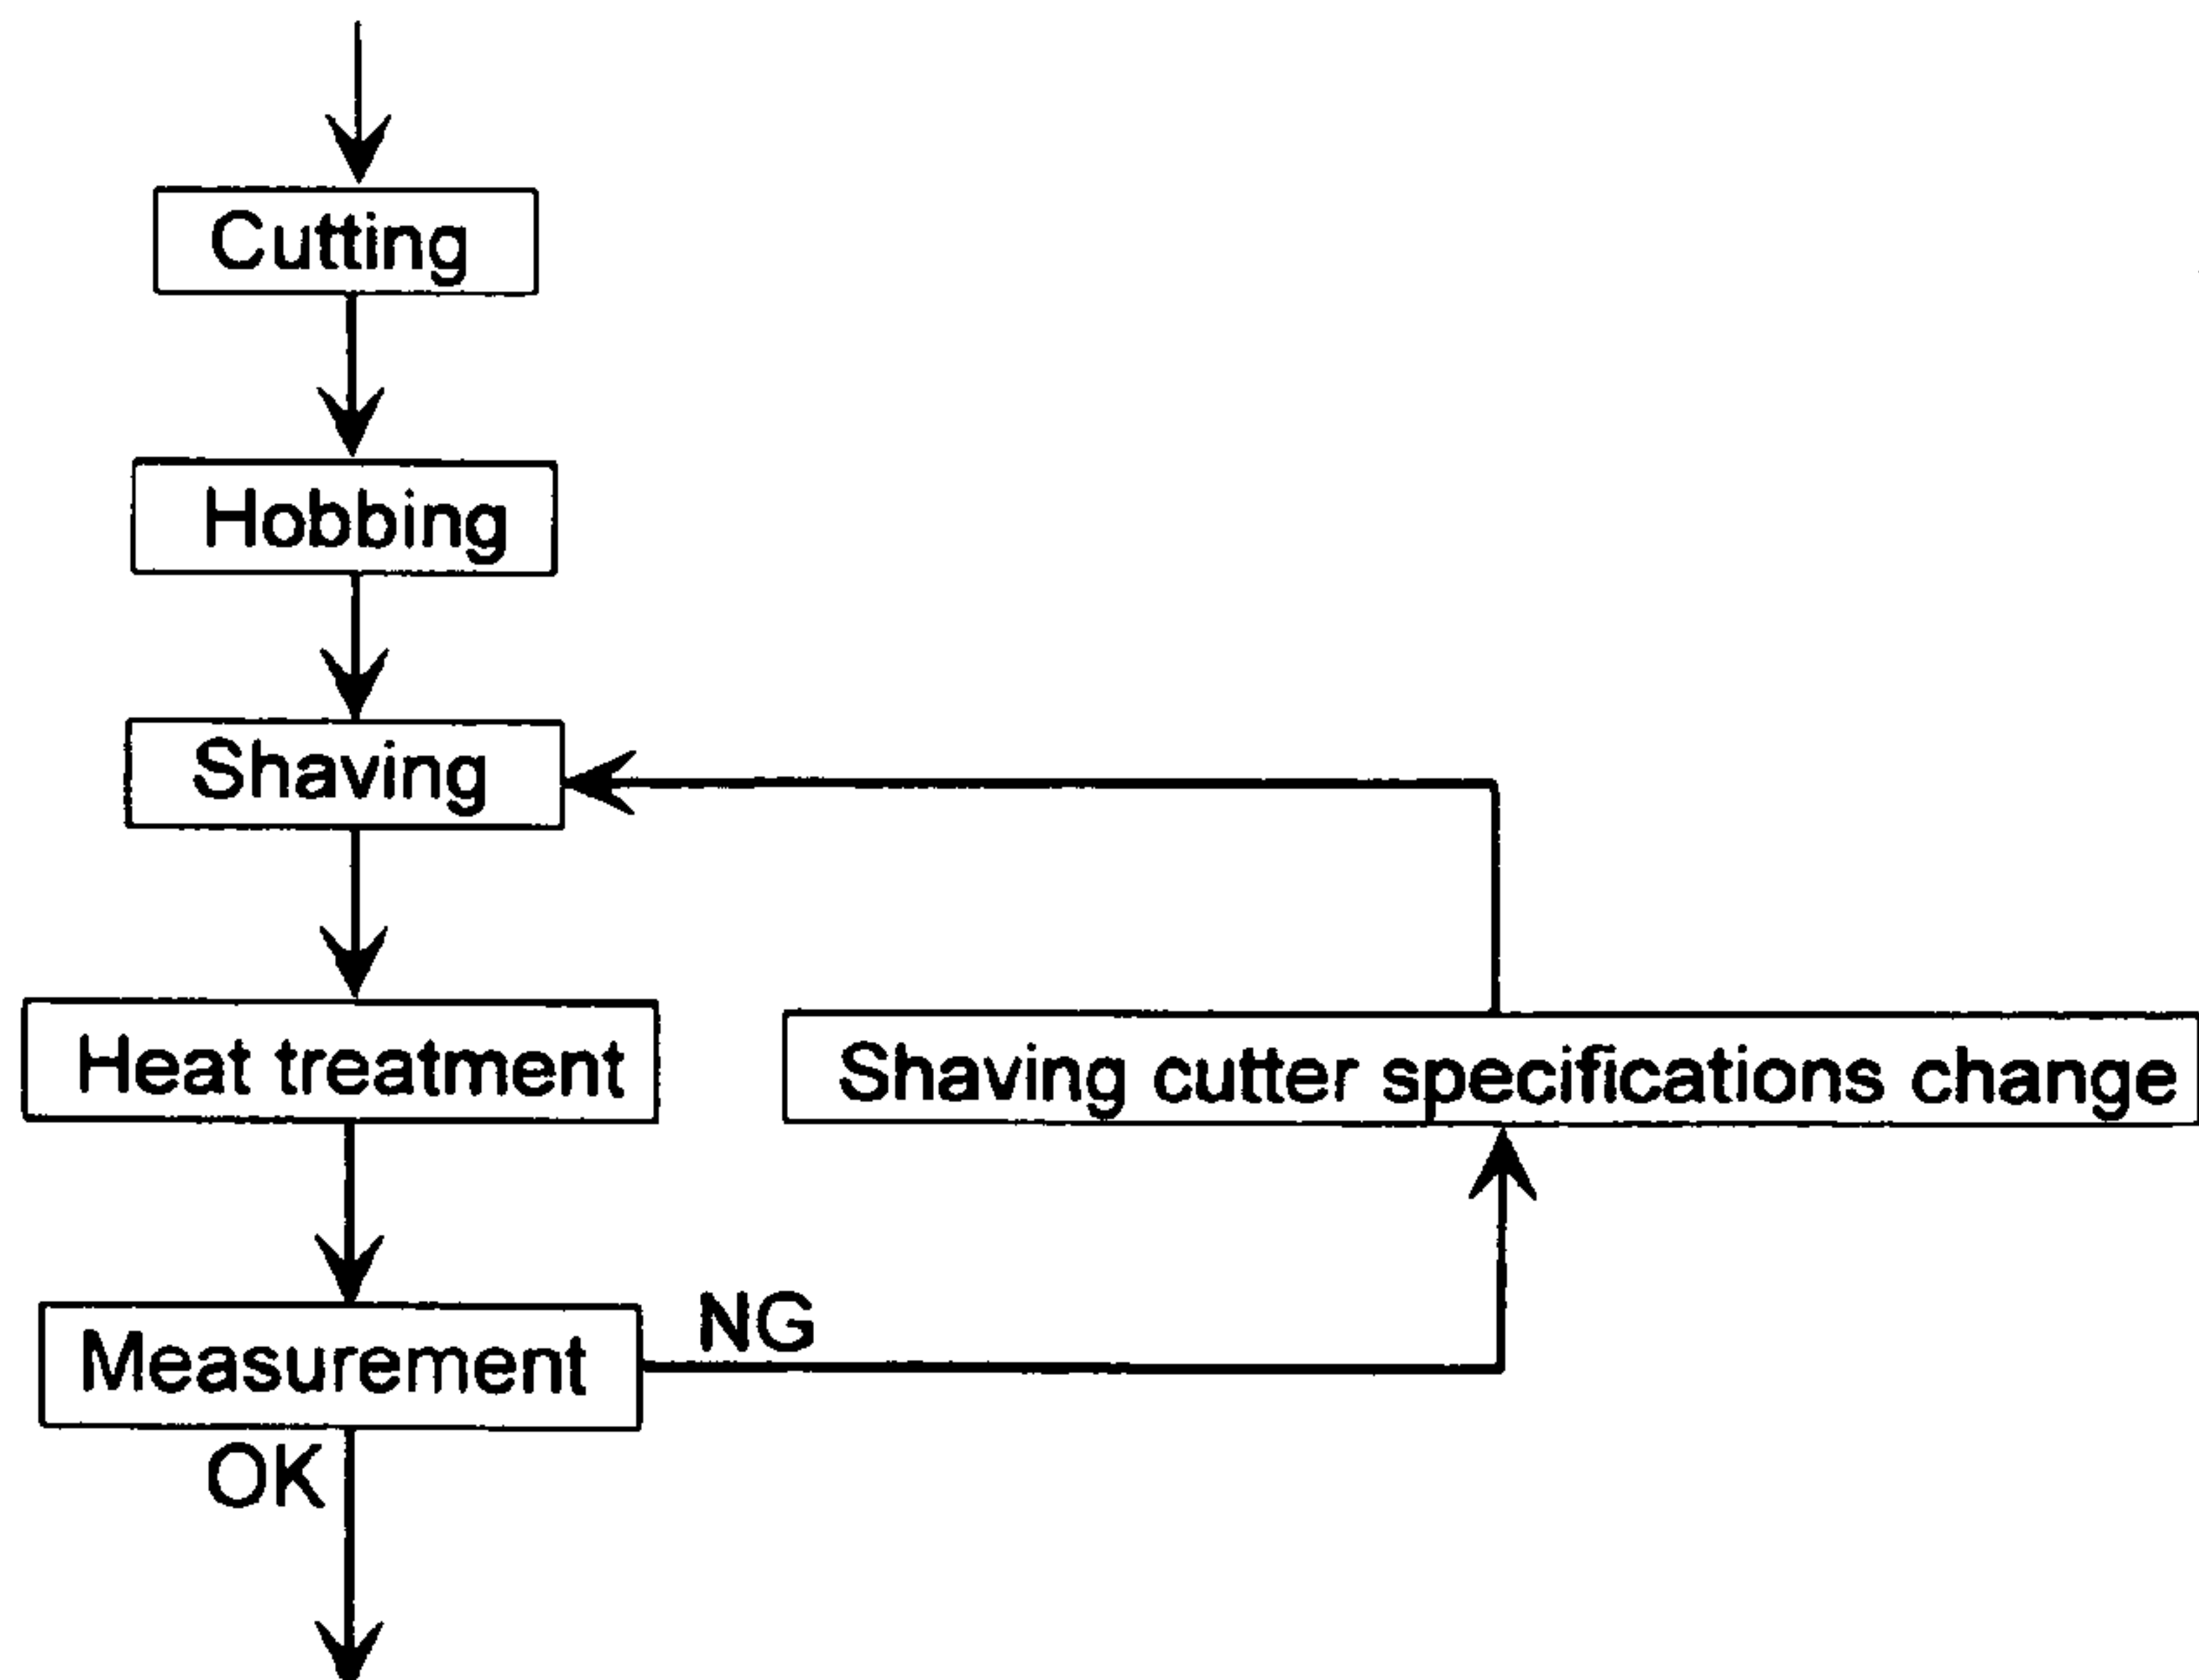 Cutting
Hobbing
Shaving
Heat treatment
Shaving cutter specifications change
Measurement
NG
OK